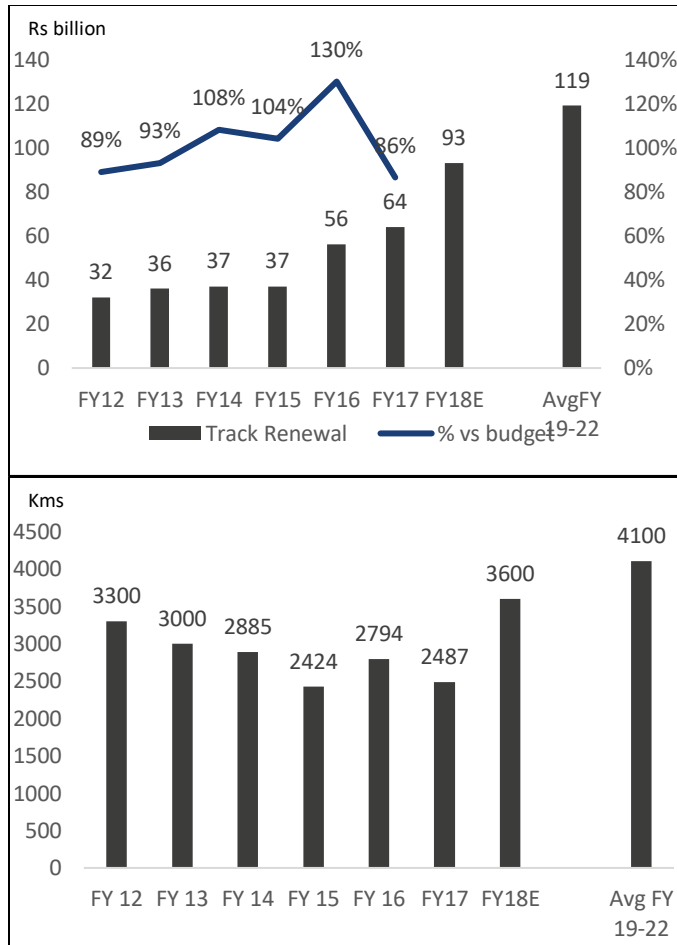 Rs billion
140
120
100
80
60
40
20
0
140%
120%
100%
80%
60%
40%
20%
0%
89%
93%
108%
104%
130%
86%
32
36
37
37
56
64
93
119
FY12
FY13
FY14
FY15
FY16
FY17
FY18E
AvgFY
19-22
Track Renewal
% vs budget
Kms
4500
4000
3500
3000
2500
2000
1500
1000
500
0
3300
3000
2885
2424
2794
2487
3600
4100
FY 12
FY 13
FY 14
FY 15
FY 16
FY17
FY18E
Avg FY
19-22